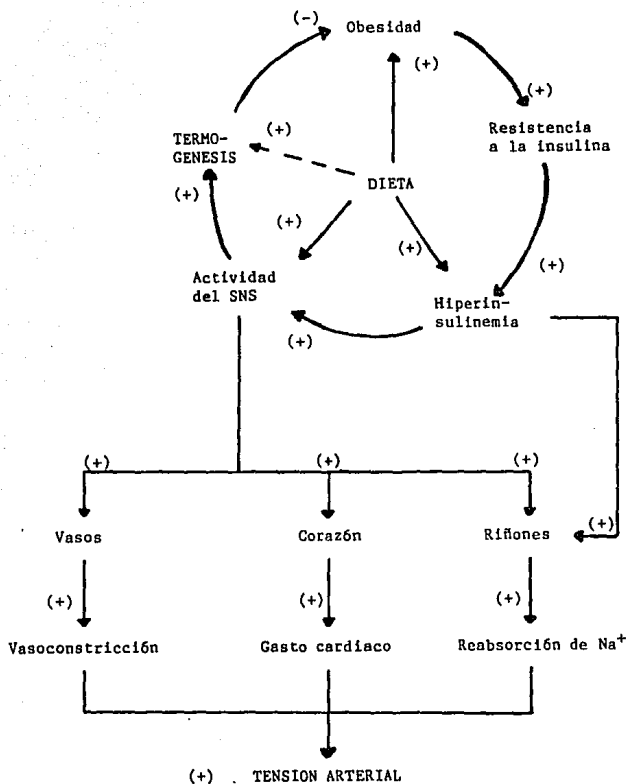 (-)
Obesidad
(+)
(+)
Resistencia
a la insulina
(+)
TERMO-
GENESIS
DIETA
(+)
(+)
(+)
(+)
Actividad
del SNS
Hiperin-
sulinemia
(+)
(+)
(+)
(+)
(+)
Vasos
Corazón
Riñones
(+)
(+)
(+)
(+)
Vasoconstricción
Gasto cardiaco
Reabsorción de Na+
(+) TENSION ARTERIAL